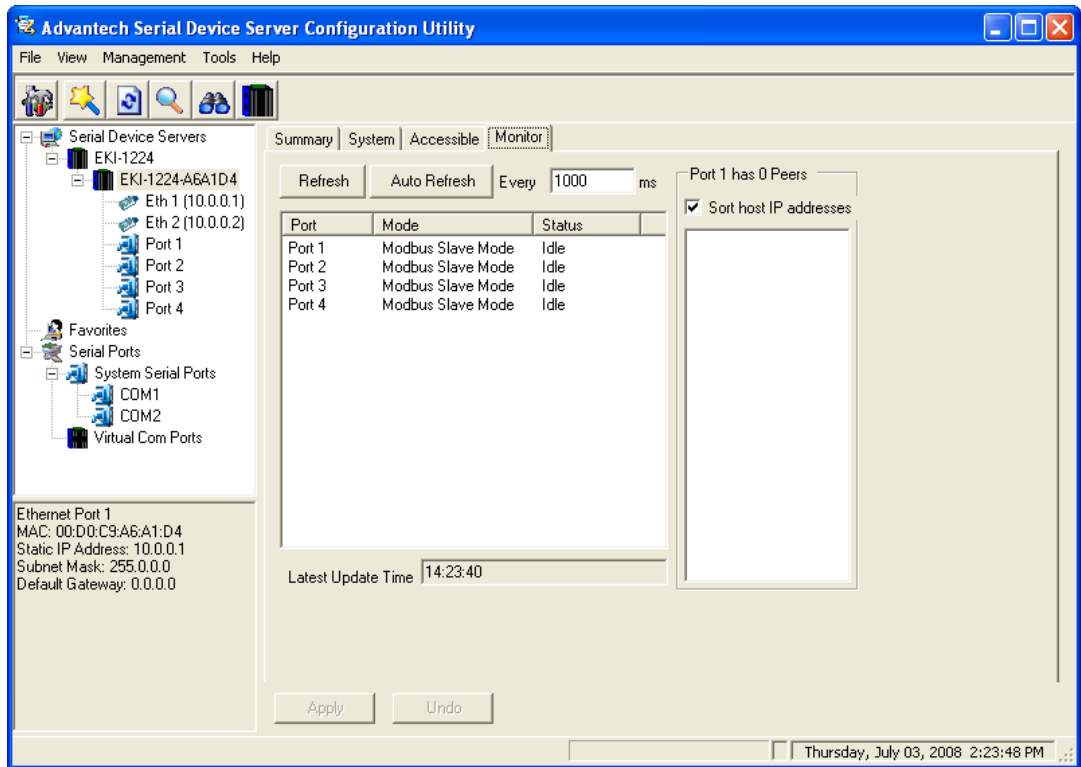 Advantech Serial Device Server Configuration Utility
File View Management Tools Help
Serial Device Servers
EKI-1224
EKI-1224-A6A1D4
Eth 1 (10.0.0.1)
Eth 2 (10.0.0.2)
Port 1
Port 2
Port 3
Port 4
Favorites
Serial Ports
System Serial Ports
COM1
COM2
Virtual Com Ports
Ethernet Port 1
MAC: 00:D0:C9:A6:A1:D4
Static IP Address: 10.0.0.1
Subnet Mask: 255.0.0.0
Default Gateway: 0.0.0.0
Summary System Accessible Monitor
Refresh Auto Refresh Every 1000 ms
Port Mode Status
Port 1 Modbus Slave Mode Idle
Port 2 Modbus Slave Mode Idle
Port 3 Modbus Slave Mode Idle
Port 4 Modbus Slave Mode Idle
Latest Update Time 14:23:40
Port 1 has 0 Peers
Sort host IP addresses
Apply Undo
Thursday, July 03, 2008 2:23:48 PM